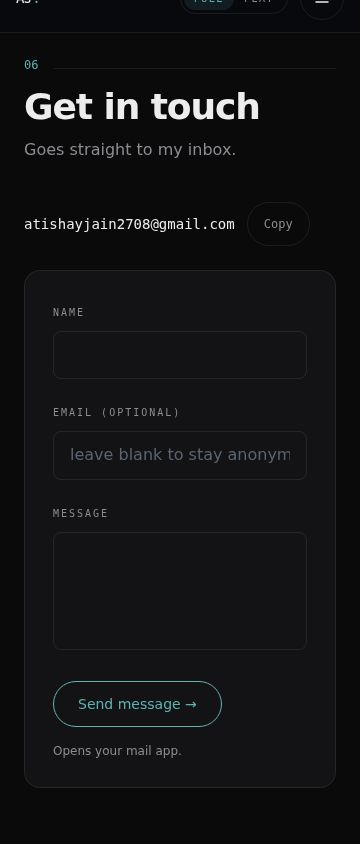 06
Get in touch
Goes straight to my inbox.
atishayjain2708@gmail.com
Copy
NAME
EMAIL (OPTIONAL)
leave blank to stay anonym
MESSAGE
Send message →
Opens your mail app.